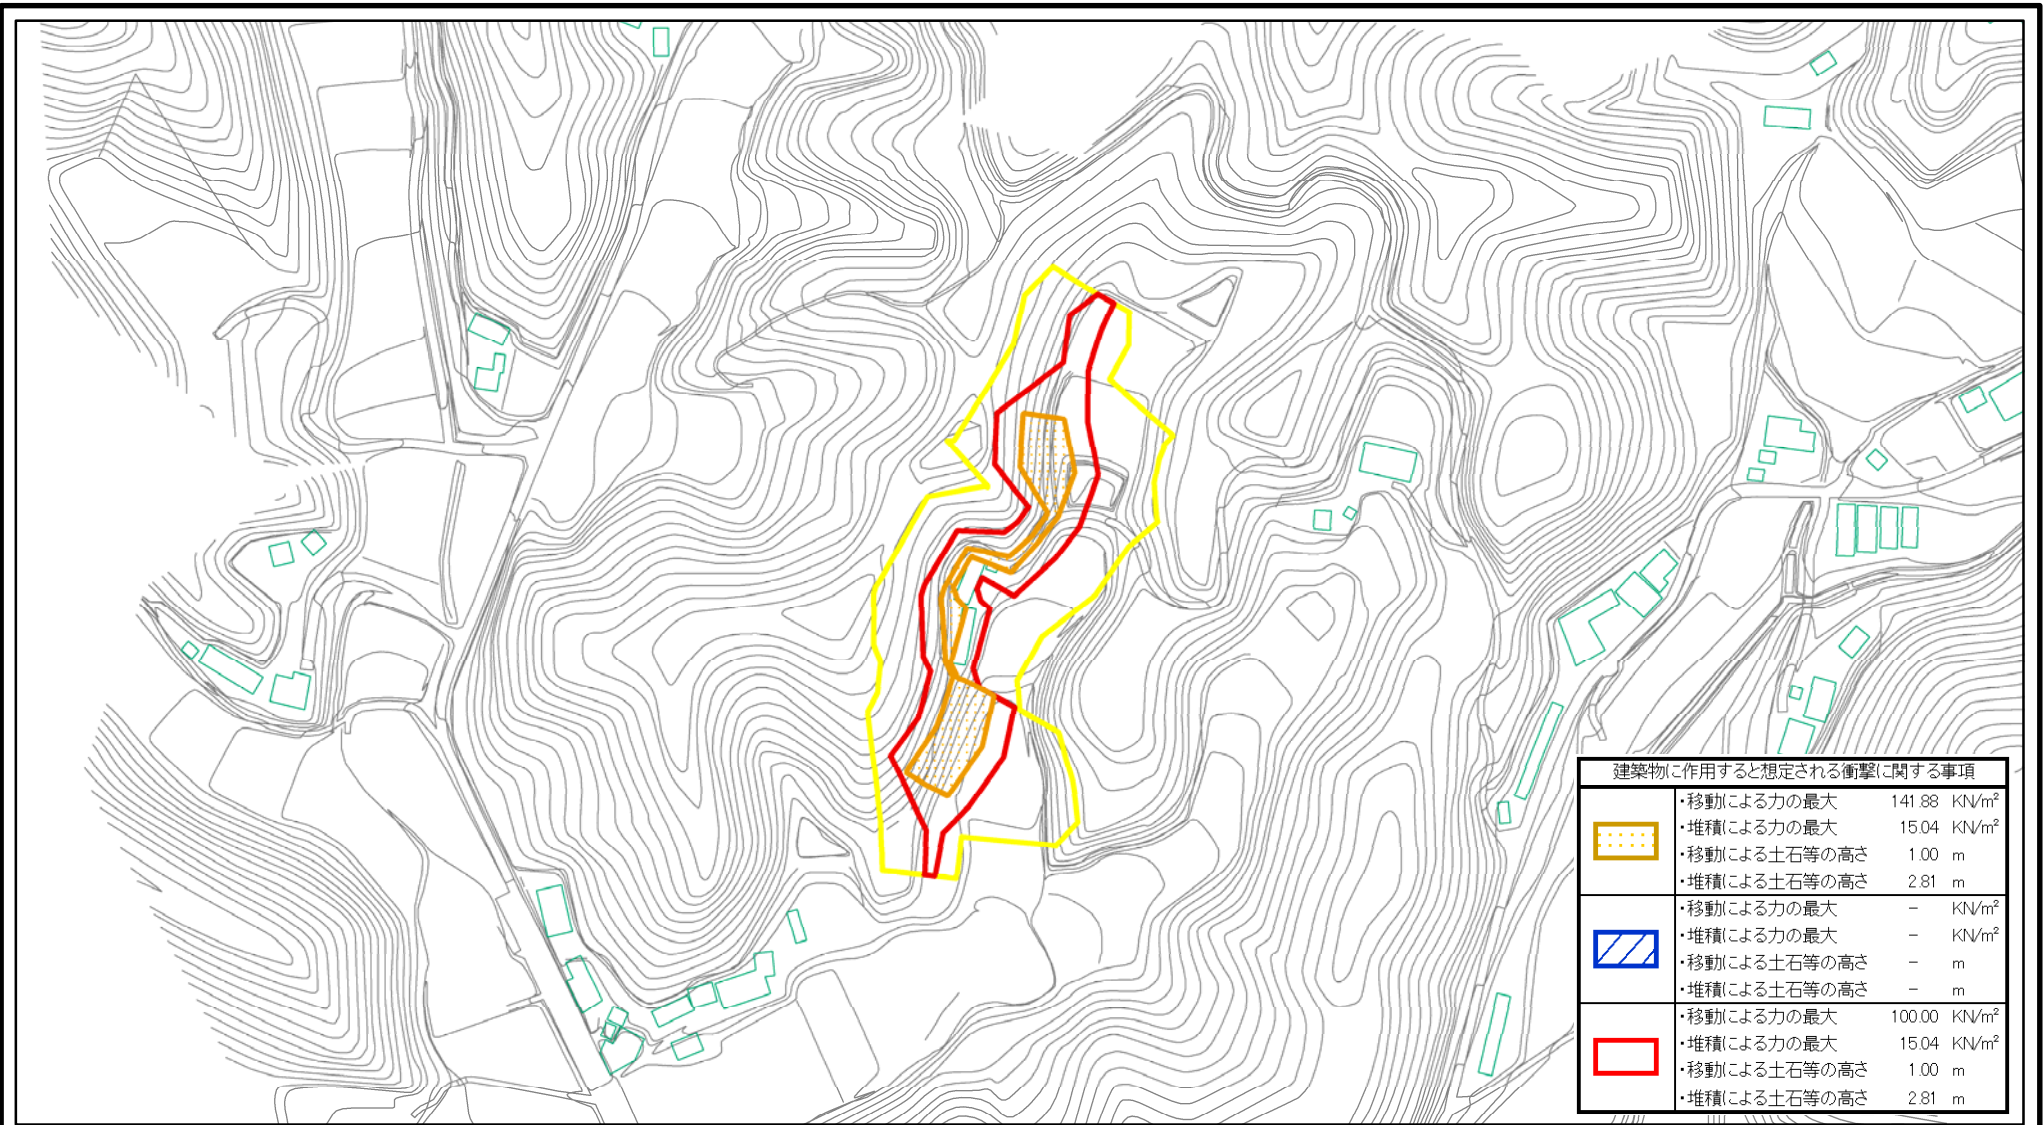 建築物に作用すると想定される衝撃に関する事項
・移動による力の最大 141.88 KN/m²
・堆積による力の最大 15.04 KN/m²
・移動による土石等の高さ 1.00 m
・堆積による土石等の高さ 2.81 m
・移動による力の最大 - KN/m²
・堆積による力の最大 - KN/m²
・移動による土石等の高さ - m
・堆積による土石等の高さ - m
・移動による力の最大 100.00 KN/m²
・堆積による力の最大 15.04 KN/m²
・移動による土石等の高さ 1.00 m
・堆積による土石等の高さ 2.81 m